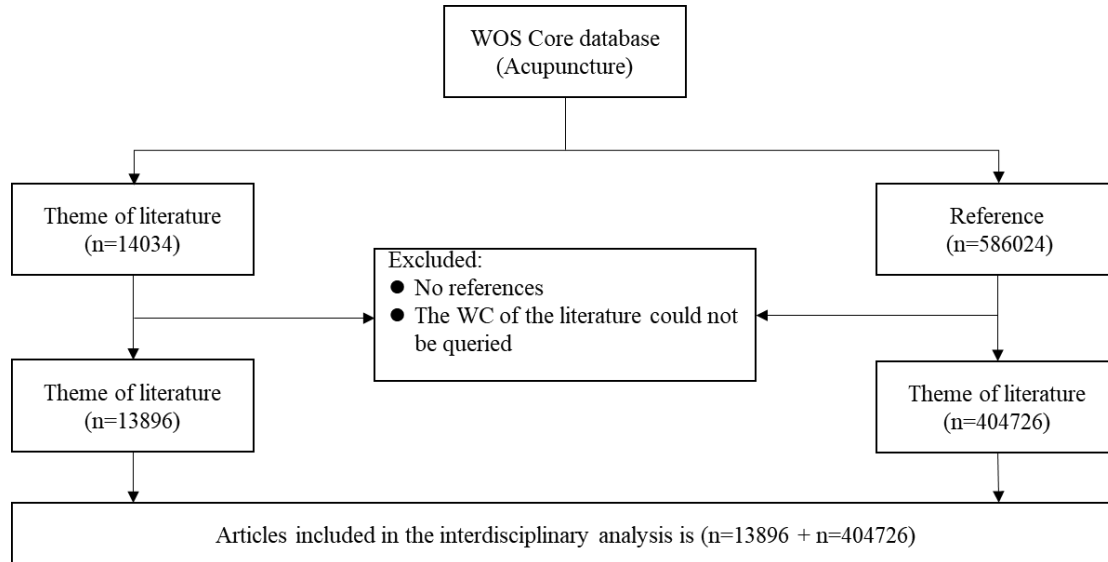 WOS Core database
(Acupuncture)
Theme of literature
(n=14034)
Reference
(n=586024)
Excluded:
● No references
● The WC of the literature could not
be queried
Theme of literature
(n=13896)
Theme of literature
(n=404726)
Articles included in the interdisciplinary analysis is (n=13896 + n=404726)